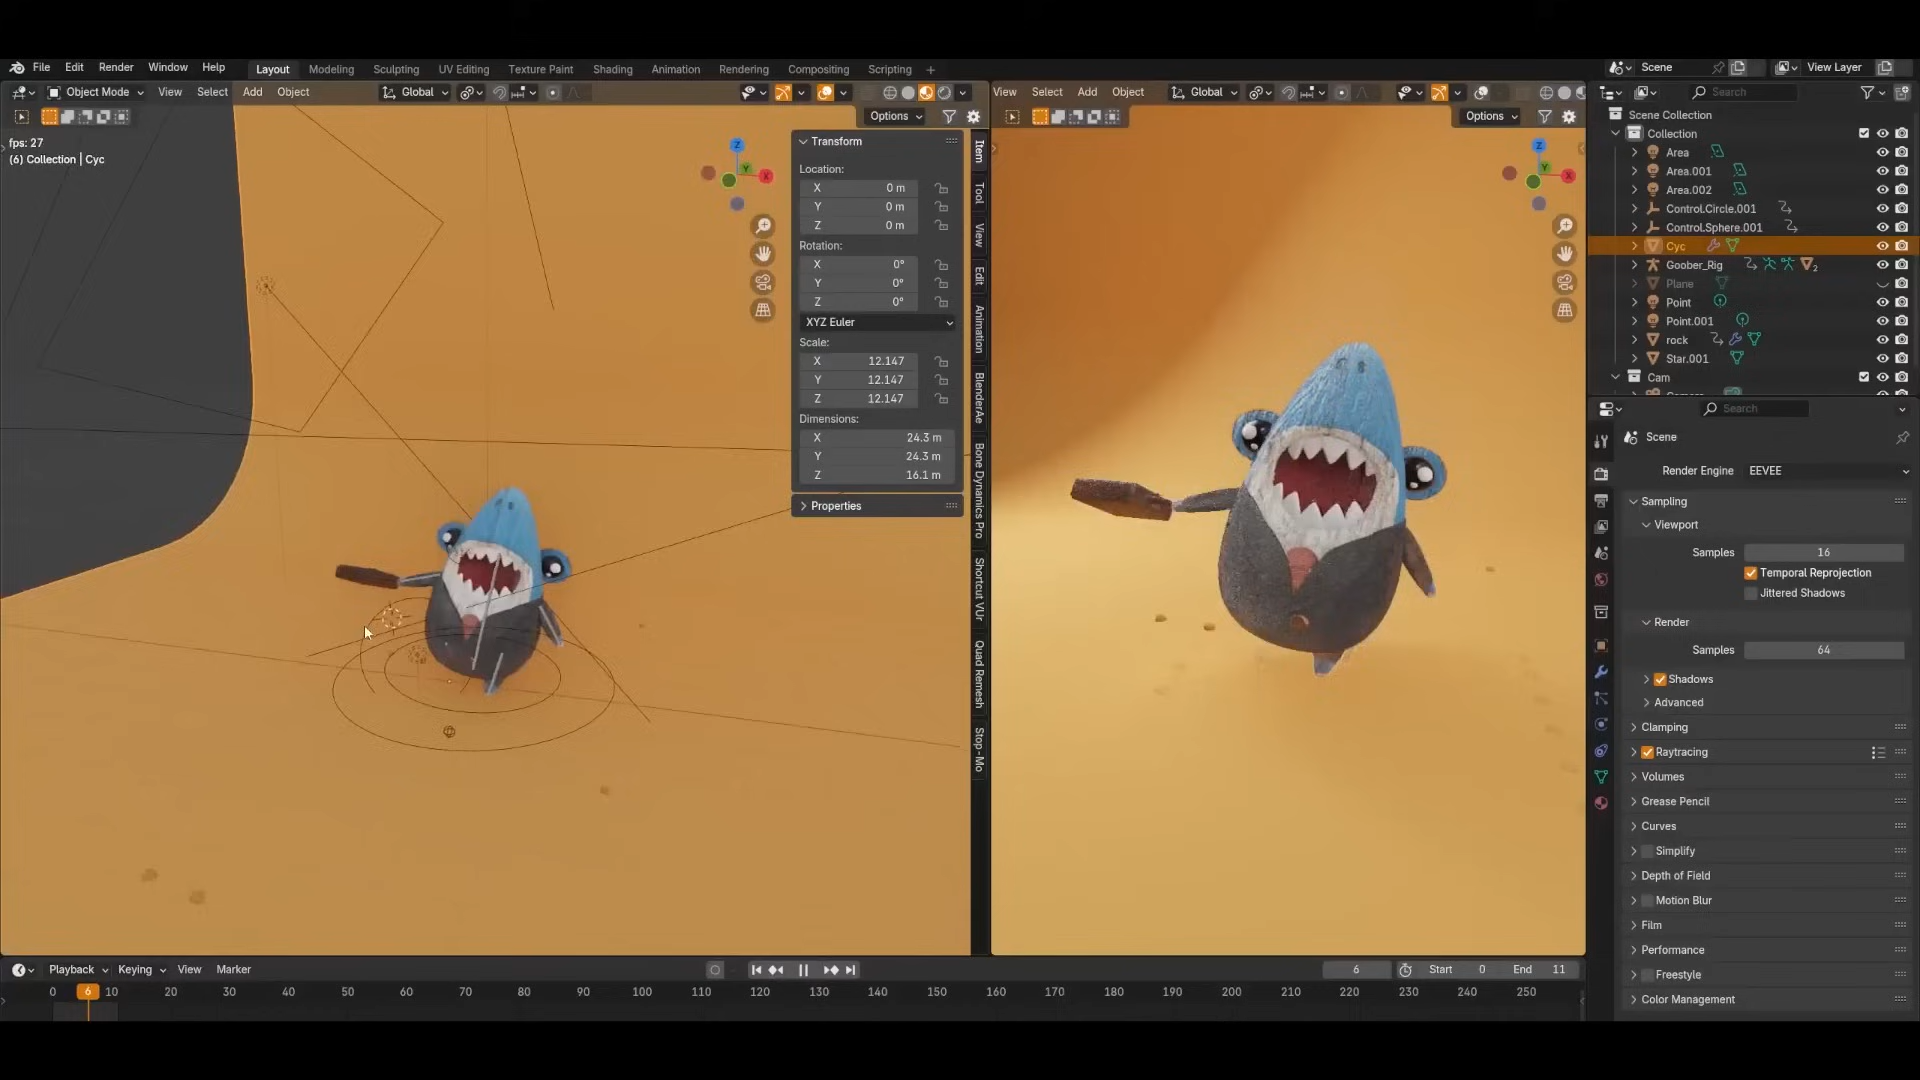 File Edit Render Window Help Layout Modeling Sculpting UV Editing Texture Paint Shading Animation Rendering Compositing Scripting + Scene View Layer
Object Mode View Select Add Object Global
Options
fps: 27
(6) Collection | Cyc
Transform
Location:
X 0 m
Y 0 m
Z 0 m
Rotation:
X 0°
Y 0°
Z 0°
XYZ Euler
Scale:
X 12.147
Y 12.147
Z 12.147
Dimensions:
X 24.3 m
Y 24.3 m
Z 16.1 m
Properties
Item
Tool
View
Edit
Animation
BlenderAe
Bone Dynamics Pro
Shortcut VUr
Quad Remesh
Stop-Mo
Z
Y
X
View Select Add Object Global
Options
Z
Y
X
Search
Scene Collection
Collection
Area
Area.001
Area.002
Control.Circle.001
Control.Sphere.001
Cyc
Goober_Rig 2
Plane
Point
Point.001
rock
Star.001
Cam
Search
Scene
Render Engine EEVEE
Sampling
Viewport
Samples 16
Temporal Reprojection
Jittered Shadows
Render
Samples 64
Shadows
Advanced
Clamping
Raytracing
Volumes
Grease Pencil
Curves
Simplify
Depth of Field
Motion Blur
Film
Performance
Freestyle
Color Management
Playback Keying View Marker 6 Start 0 End 11
0 6 10 20 30 40 50 60 70 80 90 100 110 120 130 140 150 160 170 180 190 200 210 220 230 240 250